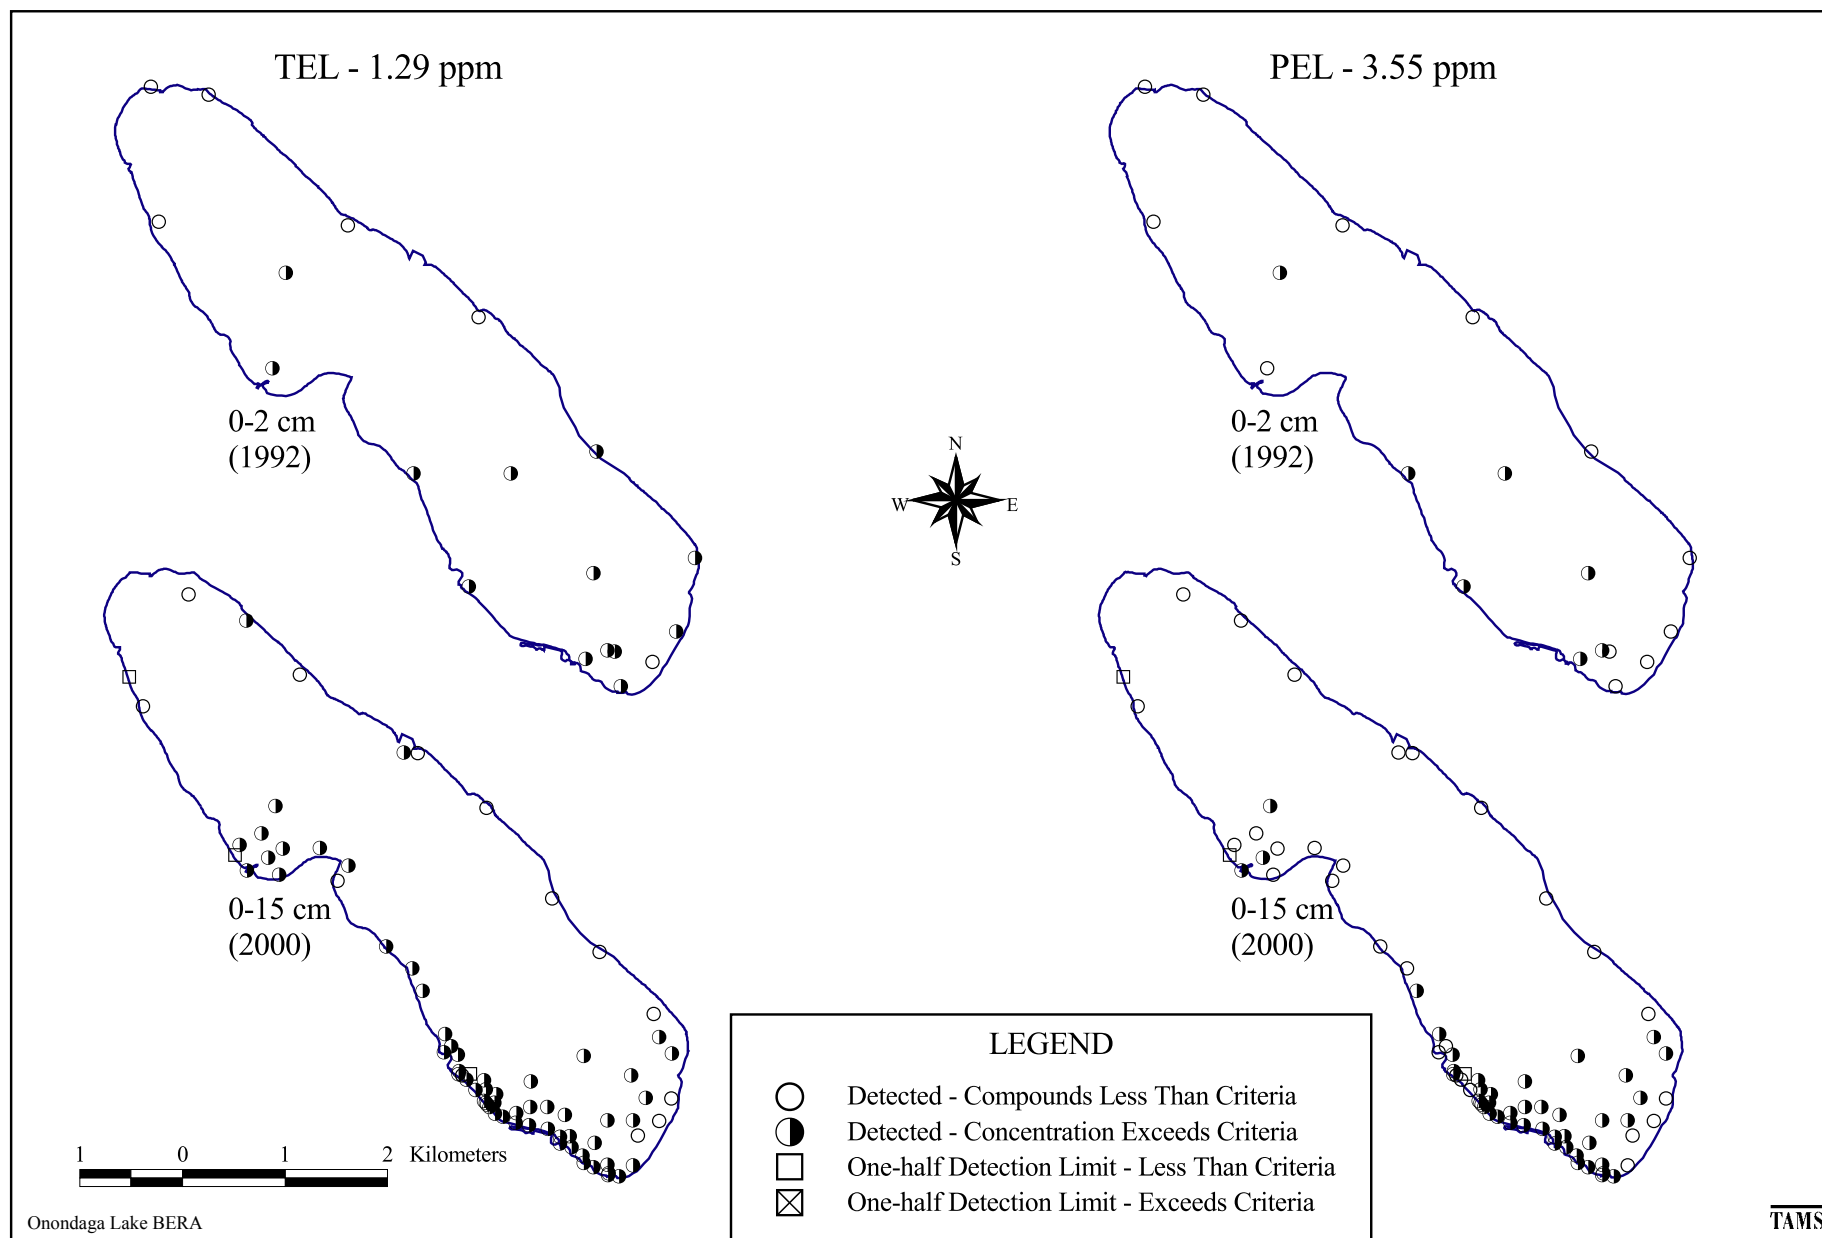 TEL - 1.29 ppm
PEL - 3.55 ppm
0-2 cm
(1992)
0-2 cm
(1992)
N
W
E
S
0-15 cm
(2000)
0-15 cm
(2000)
LEGEND
Detected - Compounds Less Than Criteria
Detected - Concentration Exceeds Criteria
One-half Detection Limit - Less Than Criteria
One-half Detection Limit - Exceeds Criteria
1 0 1 2 Kilometers
Onondaga Lake BERA
TAMS